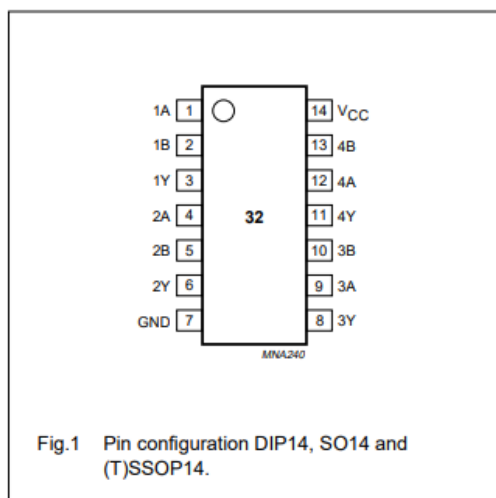 1A 1 14 VCC
1B 2 13 4B
1Y 3 12 4A
2A 4 32 11 4Y
2B 5 10 3B
2Y 6 9 3A
GND 7 8 3Y
MNA240
Fig.1 Pin configuration DIP14, SO14 and
(T)SSOP14.